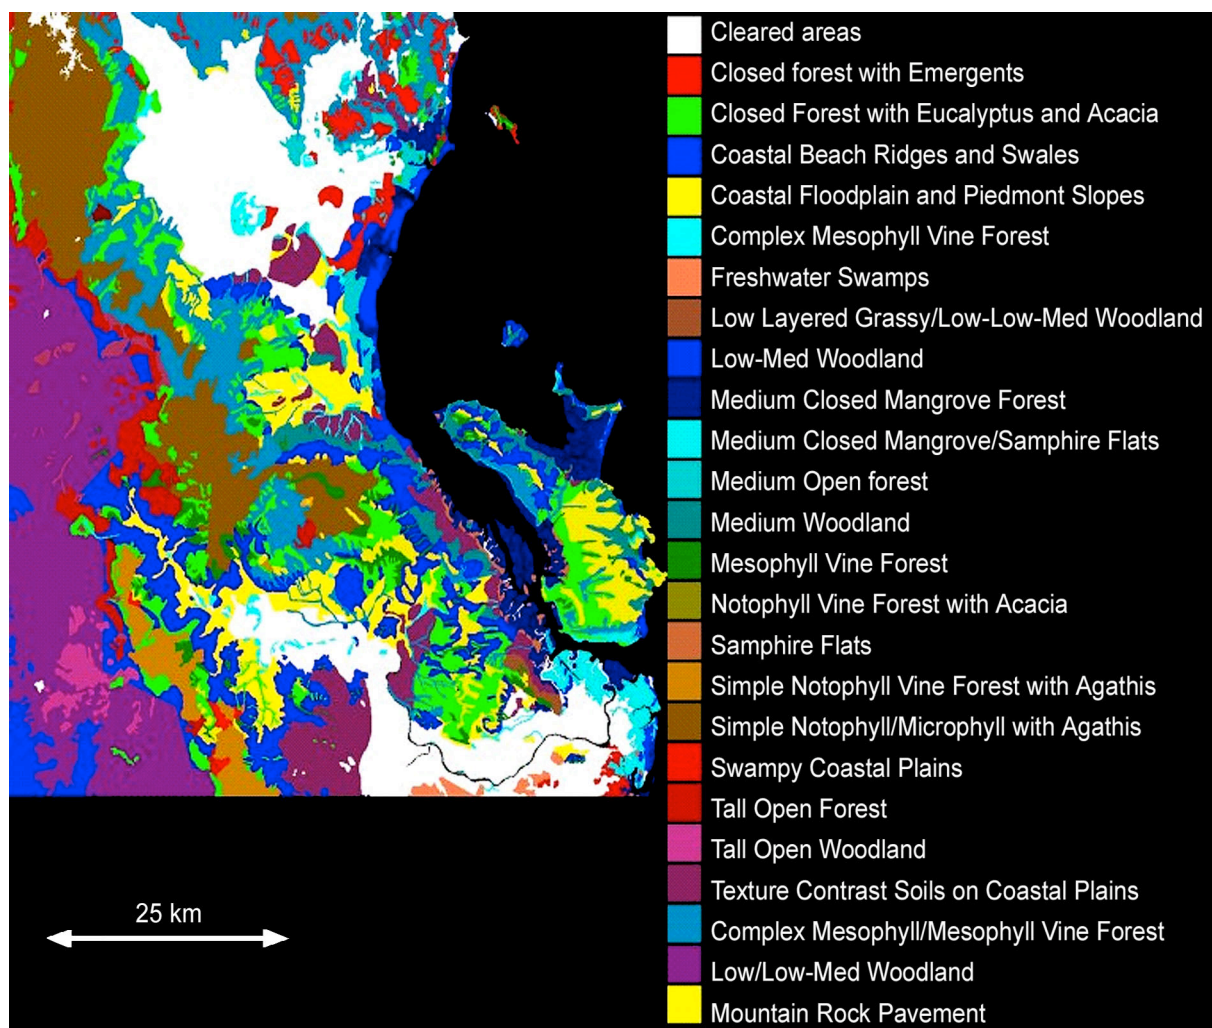 Cleared areas
Closed forest with Emergents
Closed Forest with Eucalyptus and Acacia
Coastal Beach Ridges and Swales
Coastal Floodplain and Piedmont Slopes
Complex Mesophyll Vine Forest
Freshwater Swamps
Low Layered Grassy/Low-Low-Med Woodland
Low-Med Woodland
Medium Closed Mangrove Forest
Medium Closed Mangrove/Samphire Flats
Medium Open forest
Medium Woodland
Mesophyll Vine Forest
Notophyll Vine Forest with Acacia
Samphire Flats
Simple Notophyll Vine Forest with Agathis
Simple Notophyll/Microphyll with Agathis
Swampy Coastal Plains
Tall Open Forest
Tall Open Woodland
Texture Contrast Soils on Coastal Plains
Complex Mesophyll/Mesophyll Vine Forest
Low/Low-Med Woodland
Mountain Rock Pavement
25 km